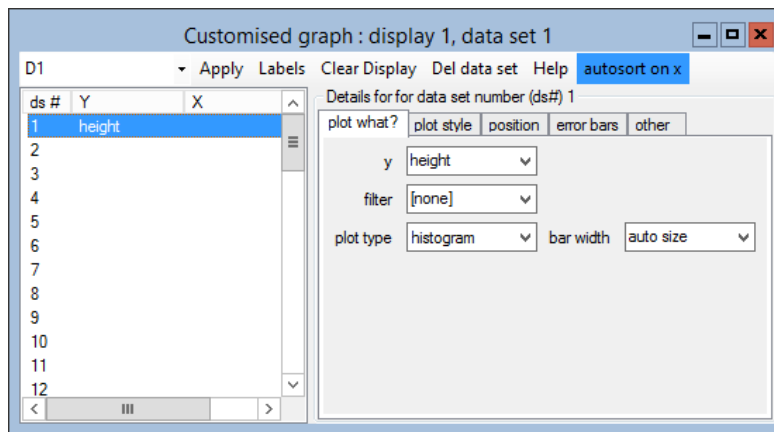 Customised graph : display 1, data set 1
D1 Apply Labels Clear Display Del data set Help autosort on x
ds # Y X
1 height
2
3
4
5
6
7
8
9
10
11
12
Details for for data set number (ds#) 1
plot what? plot style position error bars other
y height
filter [none]
plot type histogram bar width auto size